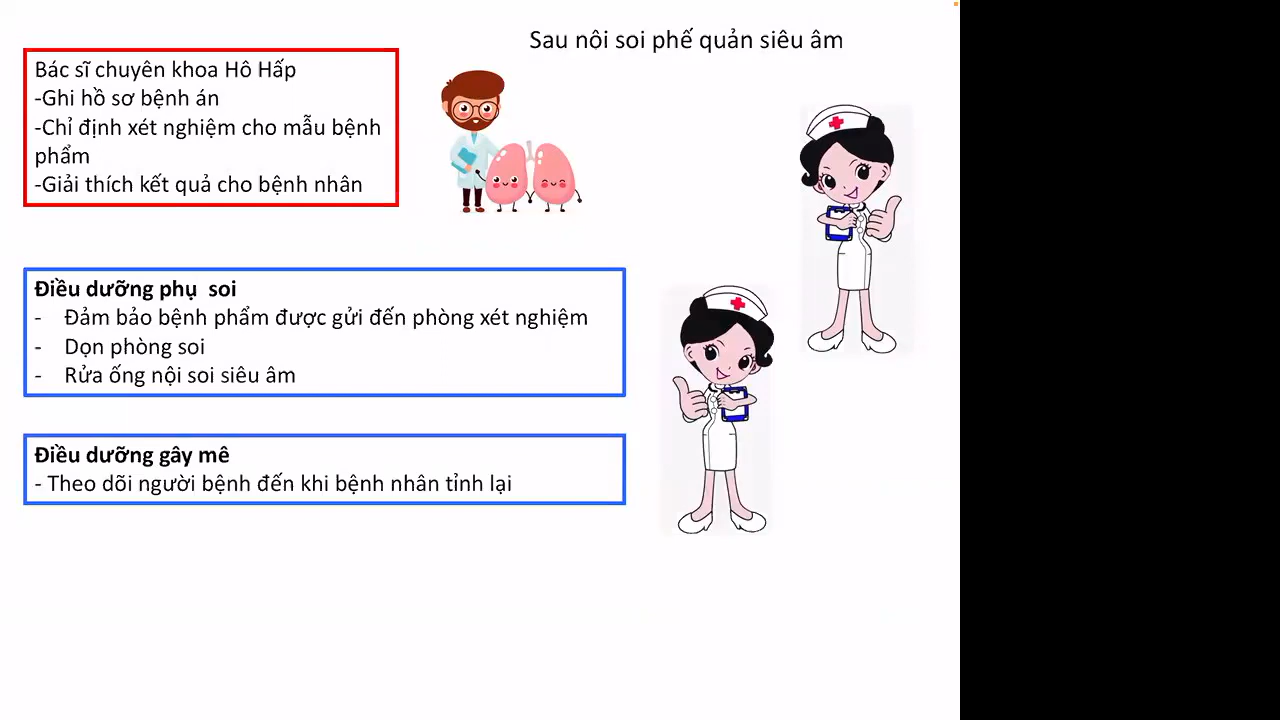 Sau nội soi phế quản siêu âm
Bác sĩ chuyên khoa Hô Hấp
-Ghi hồ sơ bệnh án
-Chỉ định xét nghiệm cho mẫu bệnh
phẩm
-Giải thích kết quả cho bệnh nhân
Điều dưỡng phụ soi
- Đảm bảo bệnh phẩm được gửi đến phòng xét nghiệm
- Dọn phòng soi
- Rửa ống nội soi siêu âm
Điều dưỡng gây mê
- Theo dõi người bệnh đến khi bệnh nhân tỉnh lại